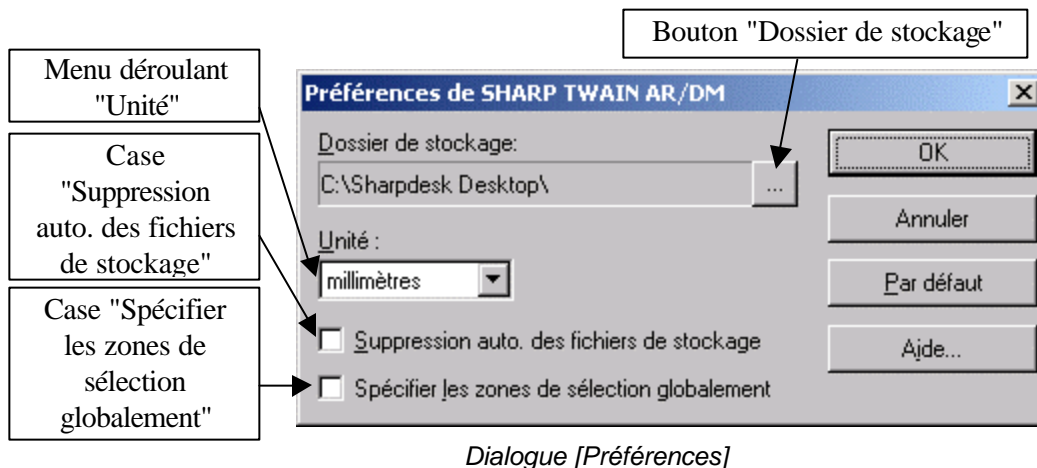 Bouton "Dossier de stockage"
Menu déroulant
"Unité"
Case
"Suppression
auto. des fichiers
de stockage"
Case "Spécifier
les zones de
sélection
globalement"
Préférences de SHARP TWAIN AR/DM
Dossier de stockage:
C:\Sharpdesk Desktop\
...
Unité :
millimètres
Suppression auto. des fichiers de stockage
Spécifier les zones de sélection globalement
OK
Annuler
Par défaut
Aide...
Dialogue [Préférences]